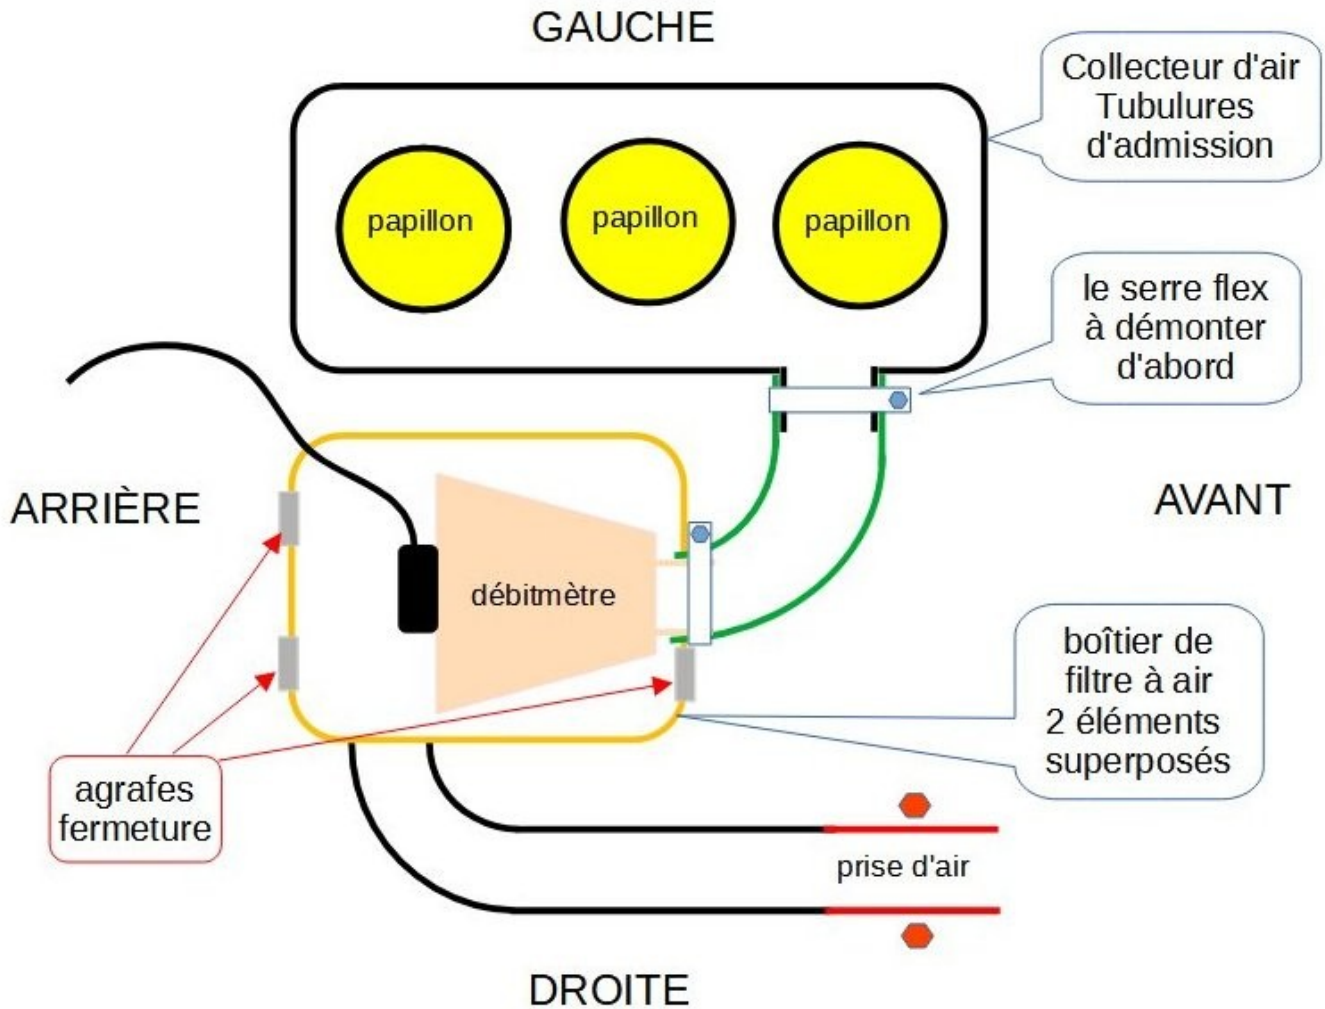 GAUCHE
Collecteur d'air
Tubulures
d'admission
papillon
papillon
papillon
le serre flex
à démonter
d'abord
ARRIÈRE
AVANT
débitmètre
boîtier de
filtre à air
2 éléments
superposés
agrafes
fermeture
prise d'air
DROITE